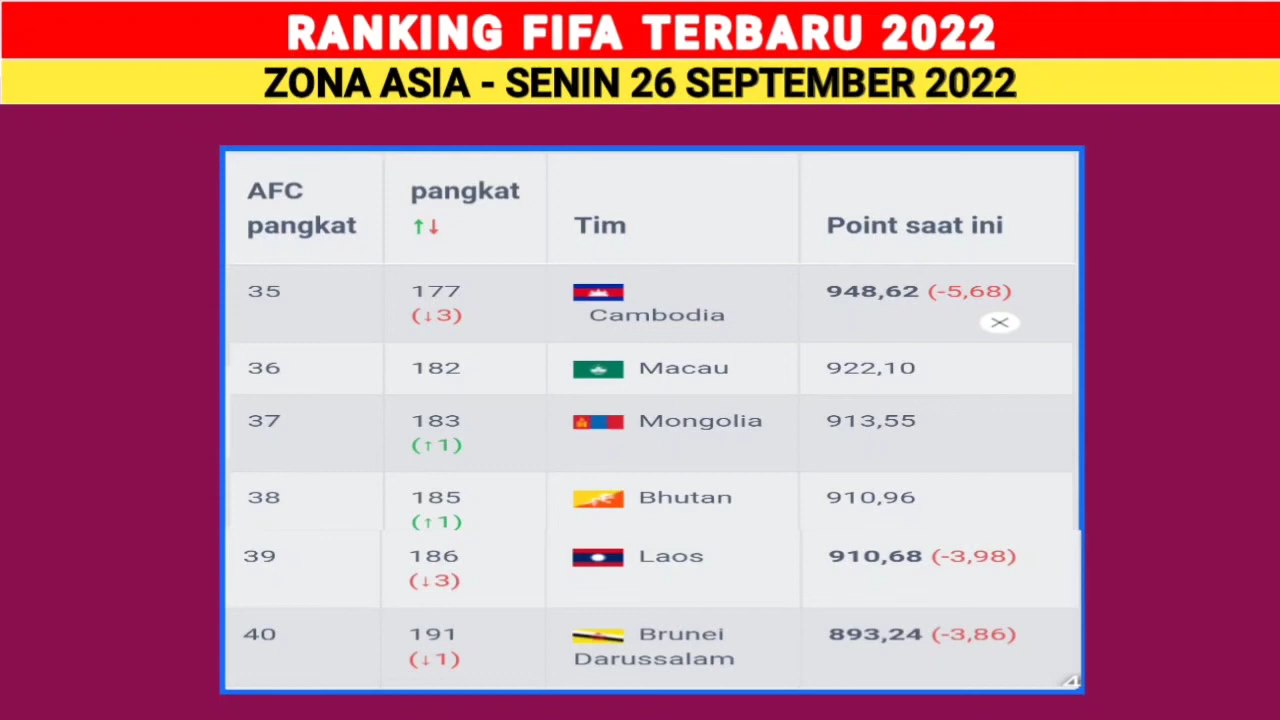 RANKING FIFA TERBARU 2022
ZONA ASIA - SENIN 26 SEPTEMBER 2022
AFC pangkat
pangkat ↑↓
Tim
Point saat ini
35 177 (↓3) Cambodia 948,62 (-5,68)
36 182 Macau 922,10
37 183 (↑1) Mongolia 913,55
38 185 (↑1) Bhutan 910,96
39 186 (↓3) Laos 910,68 (-3,98)
40 191 (↓1) Brunei Darussalam 893,24 (-3,86)